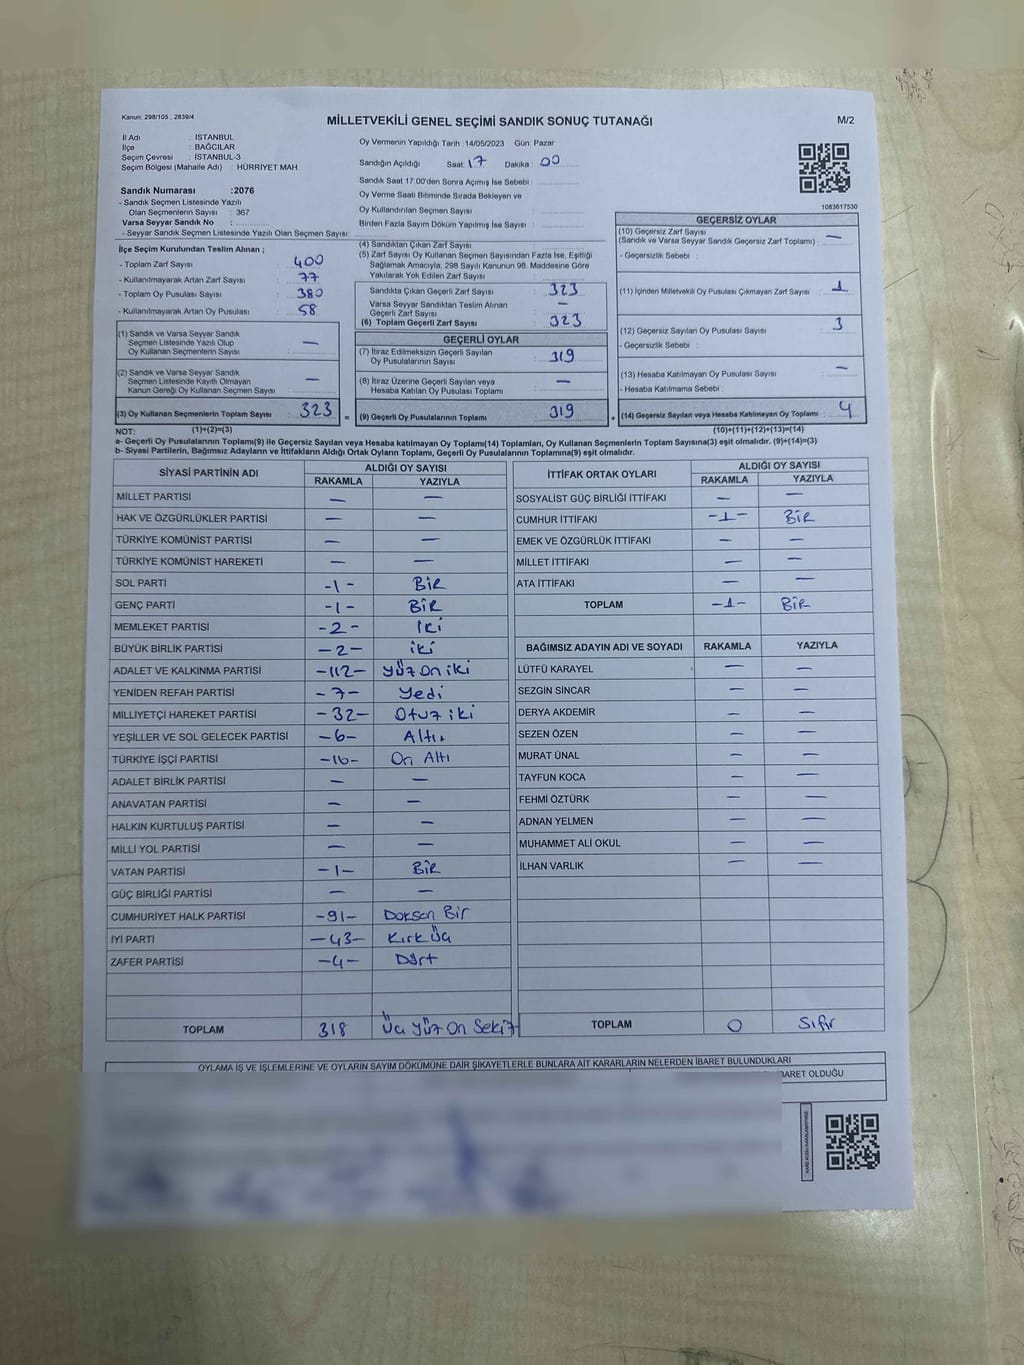 Kanun: 298/105 , 2839/4
MİLLETVEKİLİ GENEL SEÇİMİ SANDIK SONUÇ TUTANAĞI
M/2
İl Adı : İSTANBUL
İlçe : BAĞCILAR
Seçim Çevresi : İSTANBUL-3
Seçim Bölgesi (Mahalle Adı) : HÜRRİYET MAH.
Sandık Numarası :2076
- Sandık Seçmen Listesinde Yazılı
Olan Seçmenlerin Sayısı : 367
Varsa Seyyar Sandık No :
- Seyyar Sandık Seçmen Listesinde Yazılı Olan Seçmen Sayısı:
Oy Vermenin Yapıldığı Tarih :14/05/2023 Gün: Pazar
Sandığın Açıldığı Saat : 17 Dakika : 00
Sandık Saat 17.00'den Sonra Açımış İse Sebebi :
Oy Verme Saati Bitiminde Sırada Bekleyen ve
Oy Kullandırılan Seçmen Sayısı :
Birden Fazla Sayım Döküm Yapılmış İse Sayısı :
1083617530
İlçe Seçim Kurulundan Teslim Alınan ;
- Toplam Zarf Sayısı : 400
- Kullanılmayarak Artan Zarf Sayısı : 77
- Toplam Oy Pusulası Sayısı : 380
- Kullanılmayarak Artan Oy Pusulası : 58
(1) Sandık ve Varsa Seyyar Sandık
Seçmen Listesinde Yazılı Olup
Oy Kullanan Seçmenlerin Sayısı : —
(2) Sandık ve Varsa Seyyar Sandık
Seçmen Listesinde Kayıtlı Olmayan
Kanun Gereği Oy Kullanan Seçmen Sayısı : —
(3) Oy Kullanan Seçmenlerin Toplam Sayısı : 323
(1)+(2)=(3)
(4) Sandıktan Çıkan Zarf Sayısı :
(5) Zarf Sayısı Oy Kullanan Seçmen Sayısından Fazla İse, Eşitliği
Sağlamak Amacıyla, 298 Sayılı Kanunun 98. Maddesine Göre
Yakılarak Yok Edilen Zarf Sayısı :
Sandıkta Çıkan Geçerli Zarf Sayısı : 323
Varsa Seyyar Sandıktan Teslim Alınan
Geçerli Zarf Sayısı : —
(6) Toplam Geçerli Zarf Sayısı : 323
GEÇERLİ OYLAR
(7) İtiraz Edilmeksizin Geçerli Sayılan
Oy Pusulalarının Sayısı : 319
(8) İtiraz Üzerine Geçerli Sayılan veya
Hesaba Katılan Oy Pusulası Toplamı : —
= (9) Geçerli Oy Pusulalarının Toplamı : 319 +
GEÇERSİZ OYLAR
(10) Geçersiz Zarf Sayısı
(Sandık ve Varsa Seyyar Sandık Geçersiz Zarf Toplamı) : —
- Geçersizlik Sebebi :
(11) İçinden Milletvekili Oy Pusulası Çıkmayan Zarf Sayısı : 1
(12) Geçersiz Sayılan Oy Pusulası Sayısı : 3
- Geçersizlik Sebebi :
(13) Hesaba Katılmayan Oy Pusulası Sayısı : —
- Hesaba Katılmama Sebebi :
(14) Geçersiz Sayılan veya Hesaba Katılmayan Oy Toplamı : 4
(10)+(11)+(12)+(13)=(14)
NOT:
a- Geçerli Oy Pusulalarının Toplamı(9) ile Geçersiz Sayılan veya Hesaba katılmayan Oy Toplamı(14) Toplamları, Oy Kullanan Seçmenlerin Toplam Sayısına(3) eşit olmalıdır. (9)+(14)=(3)
b- Siyasi Partilerin, Bağımsız Adayların ve İttifakların Aldığı Ortak Oyların Toplamı, Geçerli Oy Pusulalarının Toplamına(9) eşit olmalıdır.
SİYASİ PARTİNİN ADI ALDIĞI OY SAYISI
RAKAMLA YAZIYLA
MİLLET PARTİSİ — —
HAK VE ÖZGÜRLÜKLER PARTİSİ — —
TÜRKİYE KOMÜNİST PARTİSİ — —
TÜRKİYE KOMÜNİST HAREKETİ — —
SOL PARTİ -1- BİR
GENÇ PARTİ -1- BİR
MEMLEKET PARTİSİ -2- İki
BÜYÜK BİRLİK PARTİSİ -2- iki
ADALET VE KALKINMA PARTİSİ -112- Yüz On iki
YENİDEN REFAH PARTİSİ -7- Yedi
MİLLİYETÇİ HAREKET PARTİSİ -32- Otuz iki
YEŞİLLER VE SOL GELECEK PARTİSİ -6- Altı
TÜRKİYE İŞÇİ PARTİSİ -16- On Altı
ADALET BİRLİK PARTİSİ — —
ANAVATAN PARTİSİ — —
HALKIN KURTULUŞ PARTİSİ — —
MİLLİ YOL PARTİSİ — —
VATAN PARTİSİ -1- BİR
GÜÇ BİRLİĞİ PARTİSİ — —
CUMHURİYET HALK PARTİSİ -91- Doksan Bir
İYİ PARTİ -43- Kırk Üç
ZAFER PARTİSİ -4- Dört
TOPLAM 318 Üç Yüz On Sekiz
İTTİFAK ORTAK OYLARI ALDIĞI OY SAYISI
RAKAMLA YAZIYLA
SOSYALİST GÜÇ BİRLİĞİ İTTİFAKI — —
CUMHUR İTTİFAKI -1- BİR
EMEK VE ÖZGÜRLÜK İTTİFAKI — —
MİLLET İTTİFAKI — —
ATA İTTİFAKI — —
TOPLAM -1- BİR
BAĞIMSIZ ADAYIN ADI VE SOYADI RAKAMLA YAZIYLA
LÜTFÜ KARAYEL — —
SEZGİN SİNCAR — —
DERYA AKDEMİR — —
SEZEN ÖZEN — —
MURAT ÜNAL — —
TAYFUN KOCA — —
FEHMİ ÖZTÜRK — —
ADNAN YELMEN — —
MUHAMMET ALİ OKUL — —
İLHAN VARLIK — —
TOPLAM 0 Sıfır
OYLAMA İŞ VE İŞLEMLERİNE VE OYLARIN SAYIM DÖKÜMÜNE DAİR ŞİKAYETLERLE BUNLARA AİT KARARLARIN NELERDEN İBARET BULUNDUKLARI
İBARET OLDUĞU